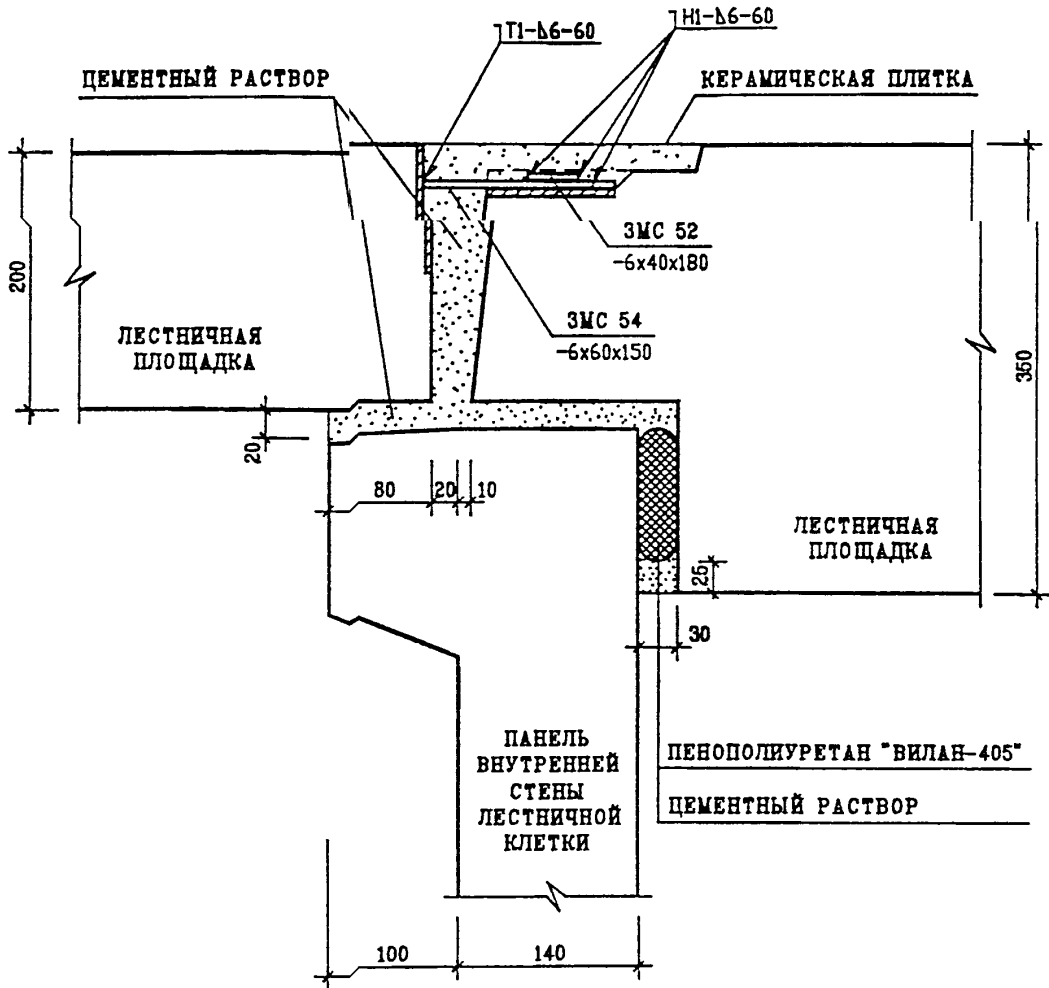 Т1-Δ6-60
Н1-Δ6-60
ЦЕМЕНТНЫЙ РАСТВОР
КЕРАМИЧЕСКАЯ ПЛИТКА
ЗМС 52
-6х40х180
200
ЗМС 54
-6х60х150
ЛЕСТНИЧНАЯ
ПЛОЩАДКА
350
20
80
20
10
ЛЕСТНИЧНАЯ
ПЛОЩАДКА
25
30
ПАНЕЛЬ
ВНУТРЕННЕЙ
СТЕНЫ
ЛЕСТНИЧНОЙ
КЛЕТКИ
ПЕНОПОЛИУРЕТАН "ВИЛАН-405"
ЦЕМЕНТНЫЙ РАСТВОР
100
140